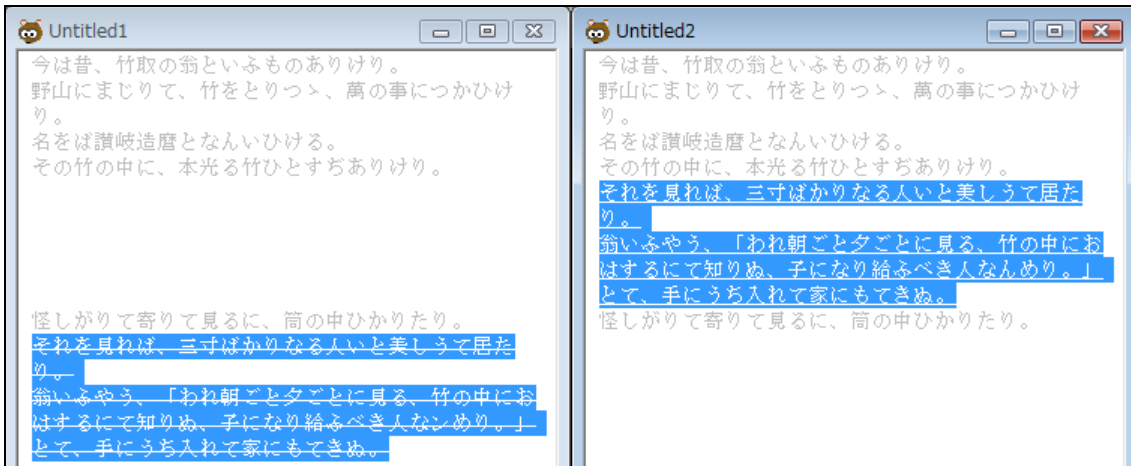 Untitled1
今は昔、竹取の翁といふものありけり。
野山にまじりて、竹をとりつゝ、萬の事につかひけ
り。
名をば讃岐造麿となんいひける。
その竹の中に、本光る竹ひとすぢありけり。
怪しがりて寄りて見るに、筒の中ひかりたり。
それを見れば、三寸ばかりなる人いと美しうて居た
り。
翁いふやう、「われ朝ごと夕ごとに見る、竹の中にお
はするにて知りぬ、子になり給ふべき人なンめり。」
とて、手にうち入れて家にもてきぬ。
Untitled2
今は昔、竹取の翁といふものありけり。
野山にまじりて、竹をとりつゝ、萬の事につかひけ
り。
名をば讃岐造麿となんいひける。
その竹の中に、本光る竹ひとすぢありけり。
それを見れば、三寸ばかりなる人いと美しうて居た
り。
翁いふやう、「われ朝ごと夕ごとに見る、竹の中にお
はするにて知りぬ、子になり給ふべき人なんめり。」
とて、手にうち入れて家にもてきぬ。
怪しがりて寄りて見るに、筒の中ひかりたり。